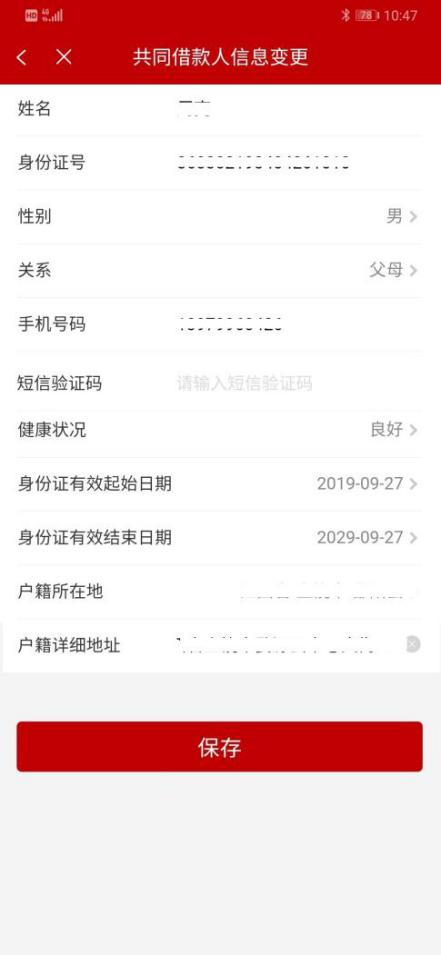 HD 4G 78 10:47
共同借款人信息变更
姓名
身份证号
性别 男
关系 父母
手机号码
短信验证码 请输入短信验证码
健康状况 良好
身份证有效起始日期 2019-09-27
身份证有效结束日期 2029-09-27
户籍所在地
户籍详细地址
保存